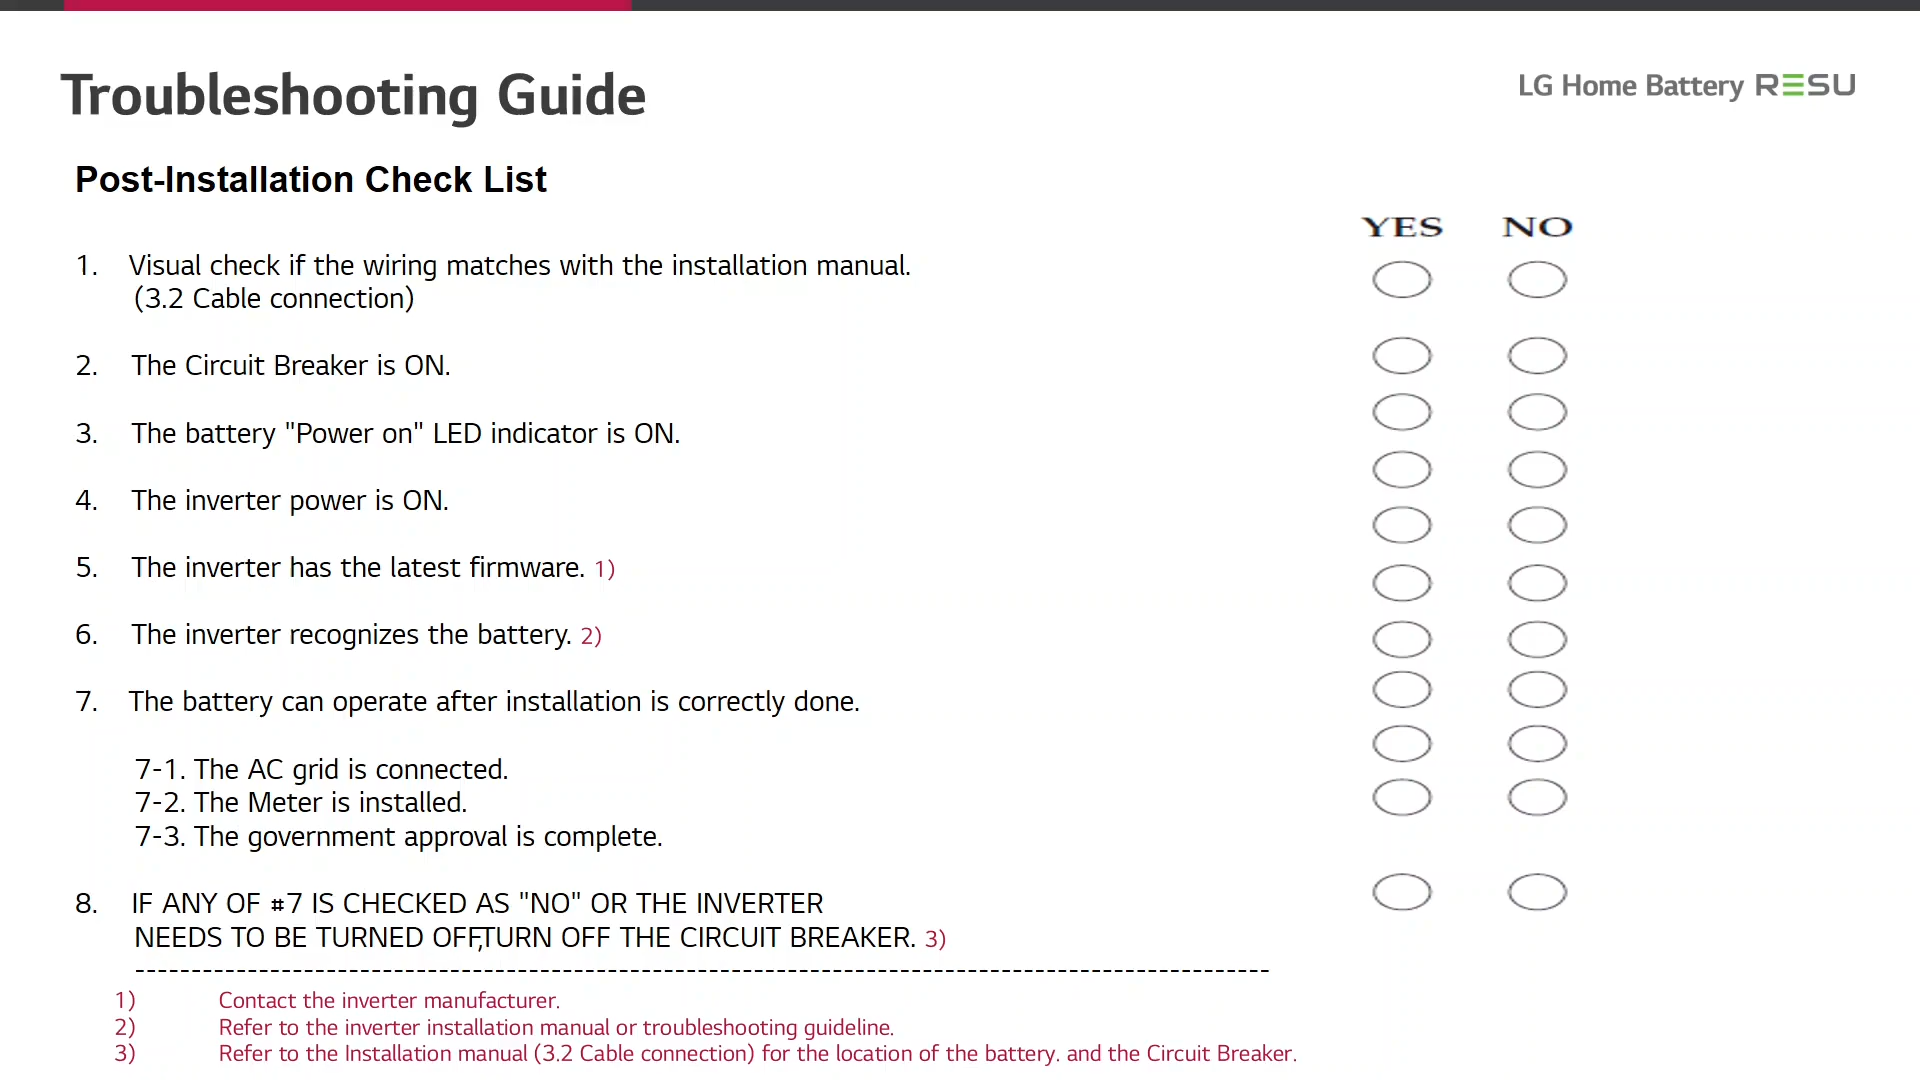 Troubleshooting Guide
LG Home Battery RESU
Post-Installation Check List
YES NO
1. Visual check if the wiring matches with the installation manual.
(3.2 Cable connection)
2. The Circuit Breaker is ON.
3. The battery "Power on" LED indicator is ON.
4. The inverter power is ON.
5. The inverter has the latest firmware. 1)
6. The inverter recognizes the battery. 2)
7. The battery can operate after installation is correctly done.
7-1. The AC grid is connected.
7-2. The Meter is installed.
7-3. The government approval is complete.
8. IF ANY OF #7 IS CHECKED AS "NO" OR THE INVERTER
NEEDS TO BE TURNED OFF,TURN OFF THE CIRCUIT BREAKER. 3)
1) Contact the inverter manufacturer.
2) Refer to the inverter installation manual or troubleshooting guideline.
3) Refer to the Installation manual (3.2 Cable connection) for the location of the battery. and the Circuit Breaker.